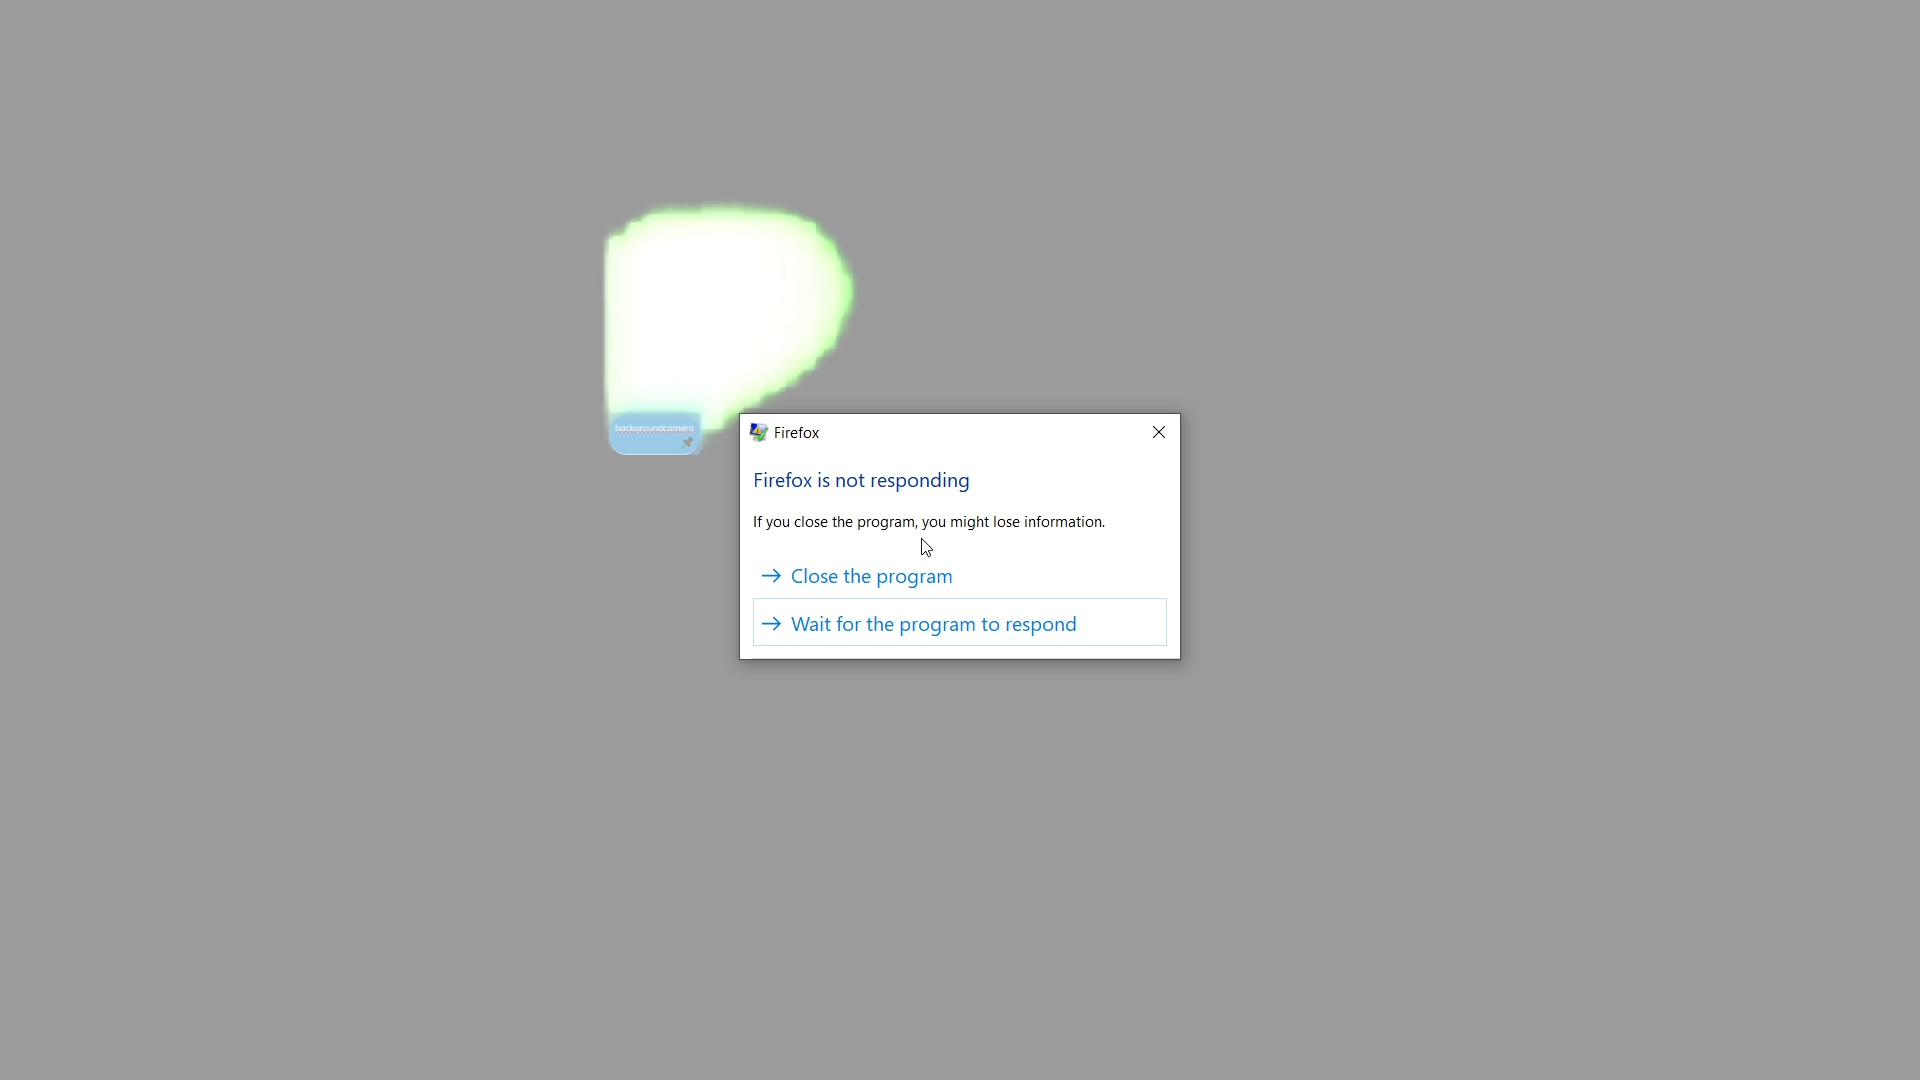 backgroundcamera
Firefox
Firefox is not responding
If you close the program, you might lose information.
Close the program
Wait for the program to respond